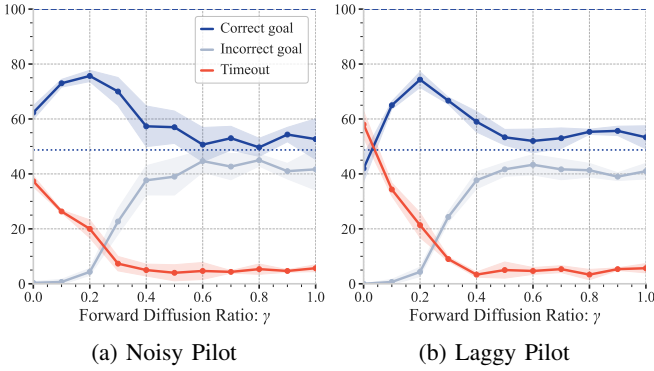 100
80
60
40
20
0
Correct goal
Incorrect goal
Timeout
0.0 0.2 0.4 0.6 0.8 1.0
Forward Diffusion Ratio: γ
(a) Noisy Pilot
100
80
60
40
20
0
0.0 0.2 0.4 0.6 0.8 1.0
Forward Diffusion Ratio: γ
(b) Laggy Pilot